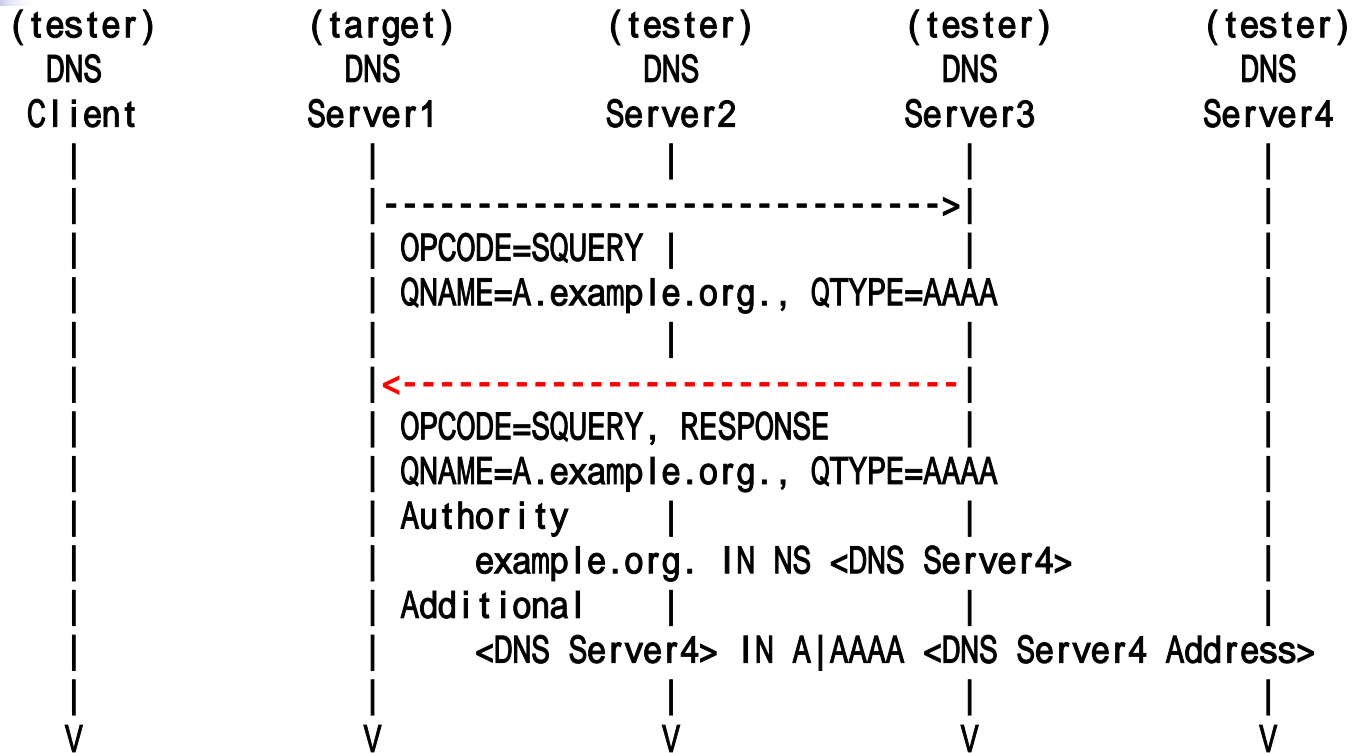 (tester) (target) (tester) (tester) (tester)
DNS DNS DNS DNS DNS
Client Server1 Server2 Server3 Server4
| | | | |
| |------------------------------>| |
| | OPCODE=SQUERY | | |
| | QNAME=A.example.org., QTYPE=AAAA |
| | | | |
| |<------------------------------| |
| | OPCODE=SQUERY, RESPONSE | |
| | QNAME=A.example.org., QTYPE=AAAA |
| | Authority | | |
| | example.org. IN NS <DNS Server4> |
| | Additional | | |
| | <DNS Server4> IN A|AAAA <DNS Server4 Address>
| | | | |
V V V V V